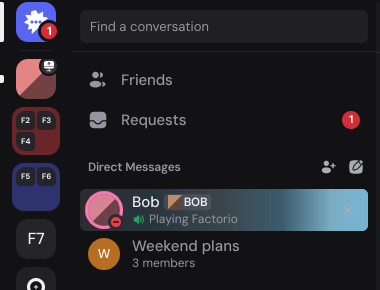 1
F2 F3
F4
F5 F6
F7
Find a conversation
Friends
Requests 1
Direct Messages
Bob BOB
Playing Factorio
W Weekend plans
3 members